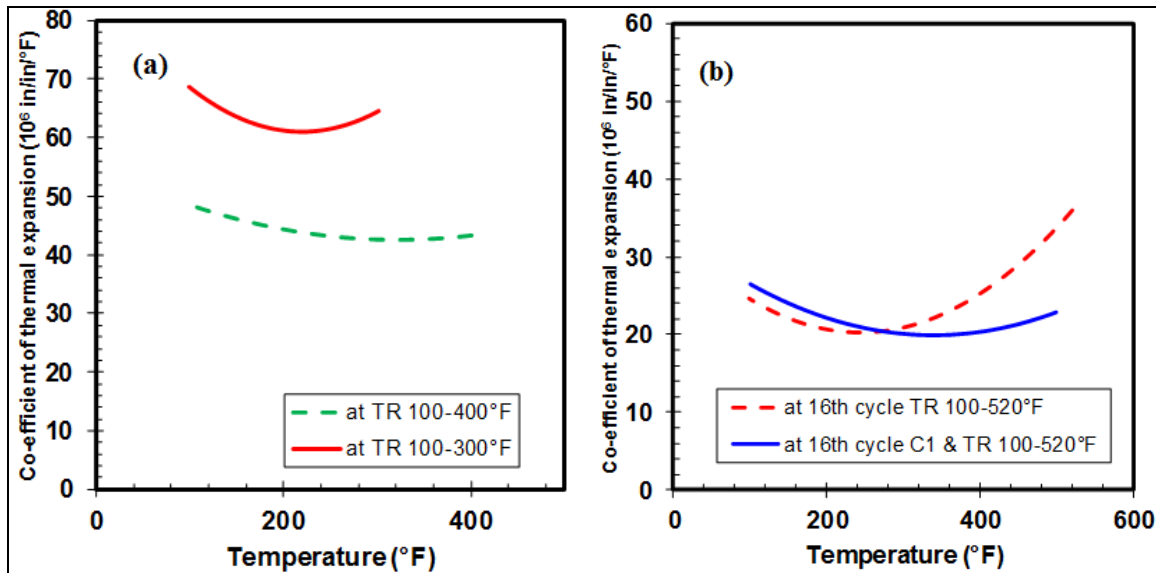 (a)
Co-efficient of thermal expansion (10⁶ in/in/°F)
80
70
60
50
40
30
20
10
0
0 200 400
Temperature (°F)
at TR 100-400°F
at TR 100-300°F
(b)
Co-efficient of thermal expansion (10⁶ in/in/°F)
60
50
40
30
20
10
0
0 200 400 600
Temperature (°F)
at 16th cycle TR 100-520°F
at 16th cycle C1 & TR 100-520°F